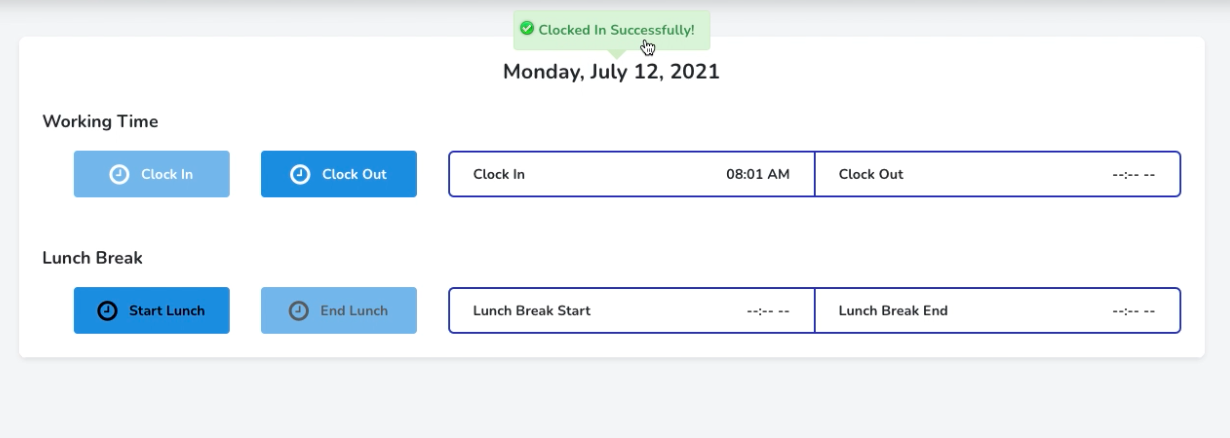 Clocked In Successfully!
Monday, July 12, 2021
Working Time
Clock In
Clock Out
Clock In 08:01 AM
Clock Out --:-- --
Lunch Break
Start Lunch
End Lunch
Lunch Break Start --:-- --
Lunch Break End --:-- --